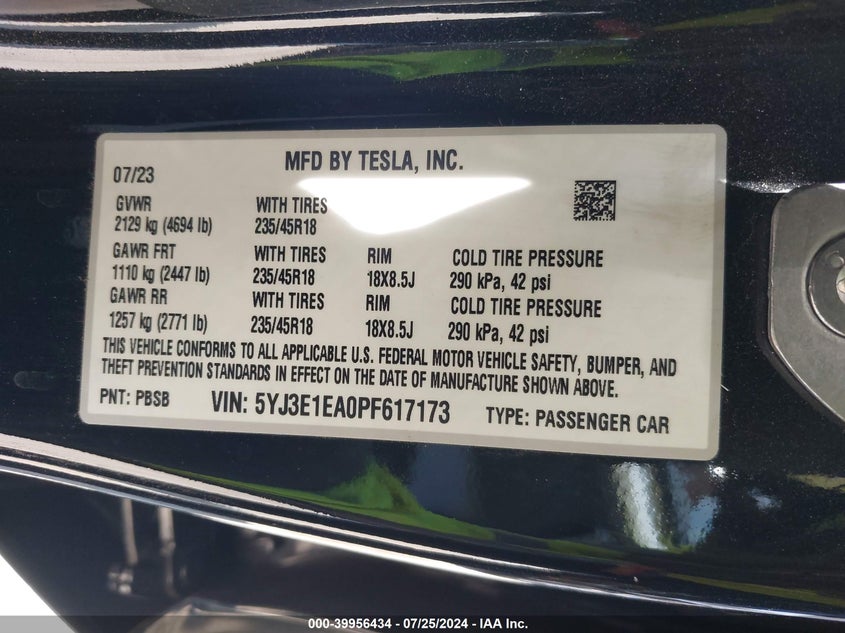 MFD BY TESLA, INC.
07/23
GVWR WITH TIRES
2129 kg (4694 lb) 235/45R18
GAWR FRT WITH TIRES RIM COLD TIRE PRESSURE
1110 kg (2447 lb) 235/45R18 18X8.5J 290 kPa, 42 psi
GAWR RR WITH TIRES RIM COLD TIRE PRESSURE
1257 kg (2771 lb) 235/45R18 18X8.5J 290 kPa, 42 psi
THIS VEHICLE CONFORMS TO ALL APPLICABLE U.S. FEDERAL MOTOR VEHICLE SAFETY, BUMPER, AND
THEFT PREVENTION STANDARDS IN EFFECT ON THE DATE OF MANUFACTURE SHOWN ABOVE.
PNT: PBSB VIN: 5YJ3E1EA0PF617173 TYPE: PASSENGER CAR
000-39956434 - 07/25/2024 - IAA Inc.